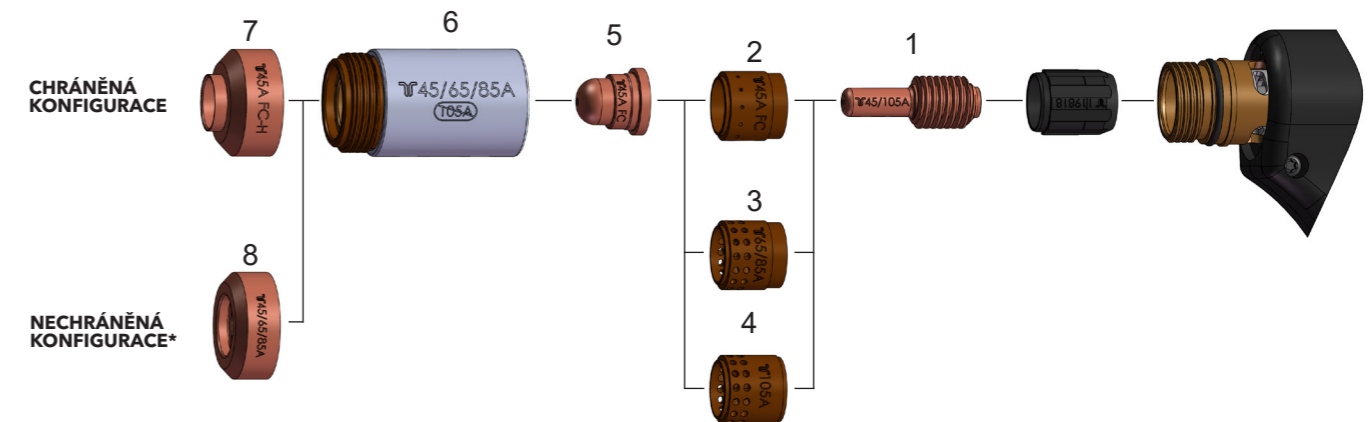 7
6
5
2
1
CHRÁNĚNÁ
KONFIGURACE
45A FC-H
45/65/85A
105A
45A FC
45A FC
45/105A
3
65/85A
8
NECHRÁNĚNÁ
KONFIGURACE*
45/65/85A
4
105A